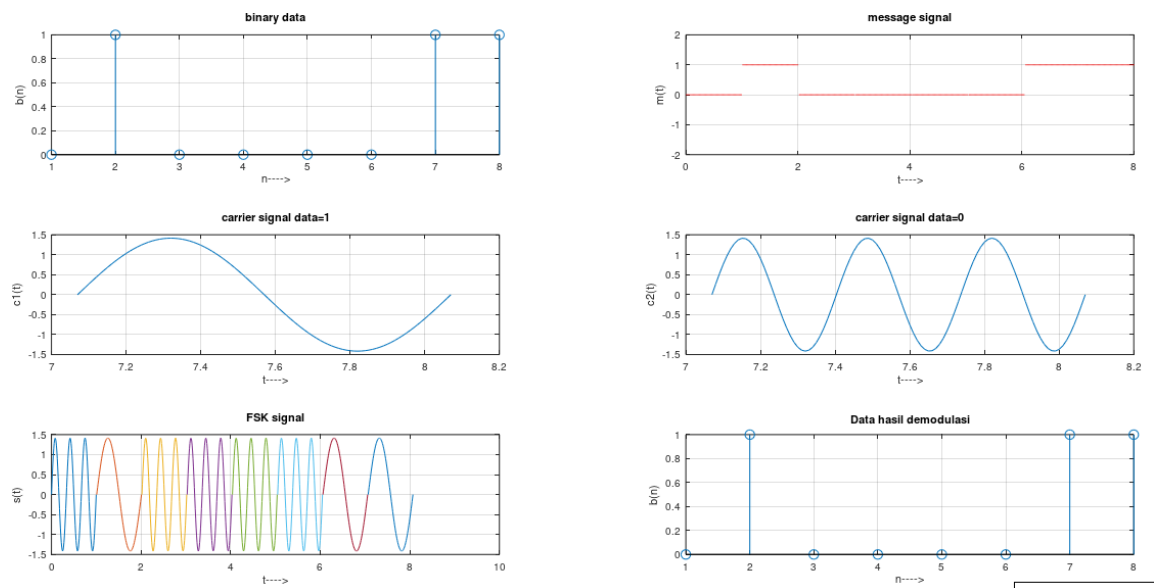 binary data
1
0.8
0.6
0.4
0.2
0
b(n)
1 2 3 4 5 6 7 8
n---->
message signal
2
1
0
-1
-2
m(t)
0 2 4 6 8
t---->
carrier signal data=1
1.5
1
0.5
0
-0.5
-1
-1.5
c1(t)
7 7.2 7.4 7.6 7.8 8 8.2
t---->
carrier signal data=0
1.5
1
0.5
0
-0.5
-1
-1.5
c2(t)
7 7.2 7.4 7.6 7.8 8 8.2
t---->
FSK signal
1.5
1
0.5
0
-0.5
-1
-1.5
s(t)
0 2 4 6 8 10
t---->
Data hasil demodulasi
1
0.8
0.6
0.4
0.2
0
b(n)
1 2 3 4 5 6 7 8
n---->